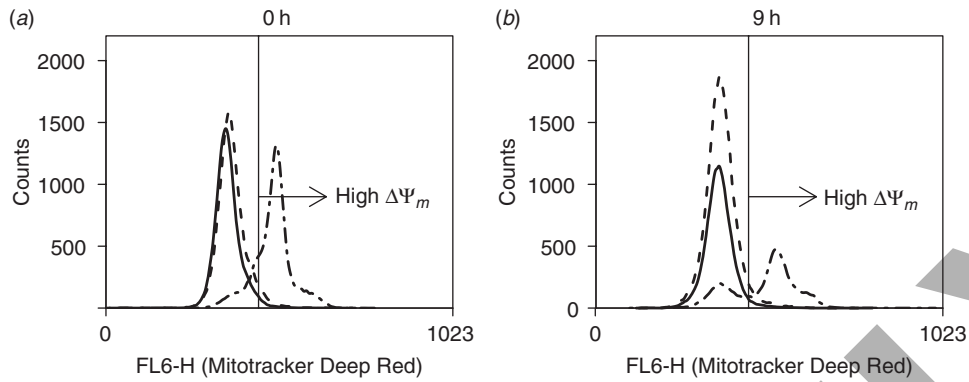 (a)
0 h
2000
1500
1000
500
0
Counts
High ΔΨm
0
1023
FL6-H (Mitotracker Deep Red)
(b)
9 h
2000
1500
1000
500
0
Counts
High ΔΨm
0
1023
FL6-H (Mitotracker Deep Red)